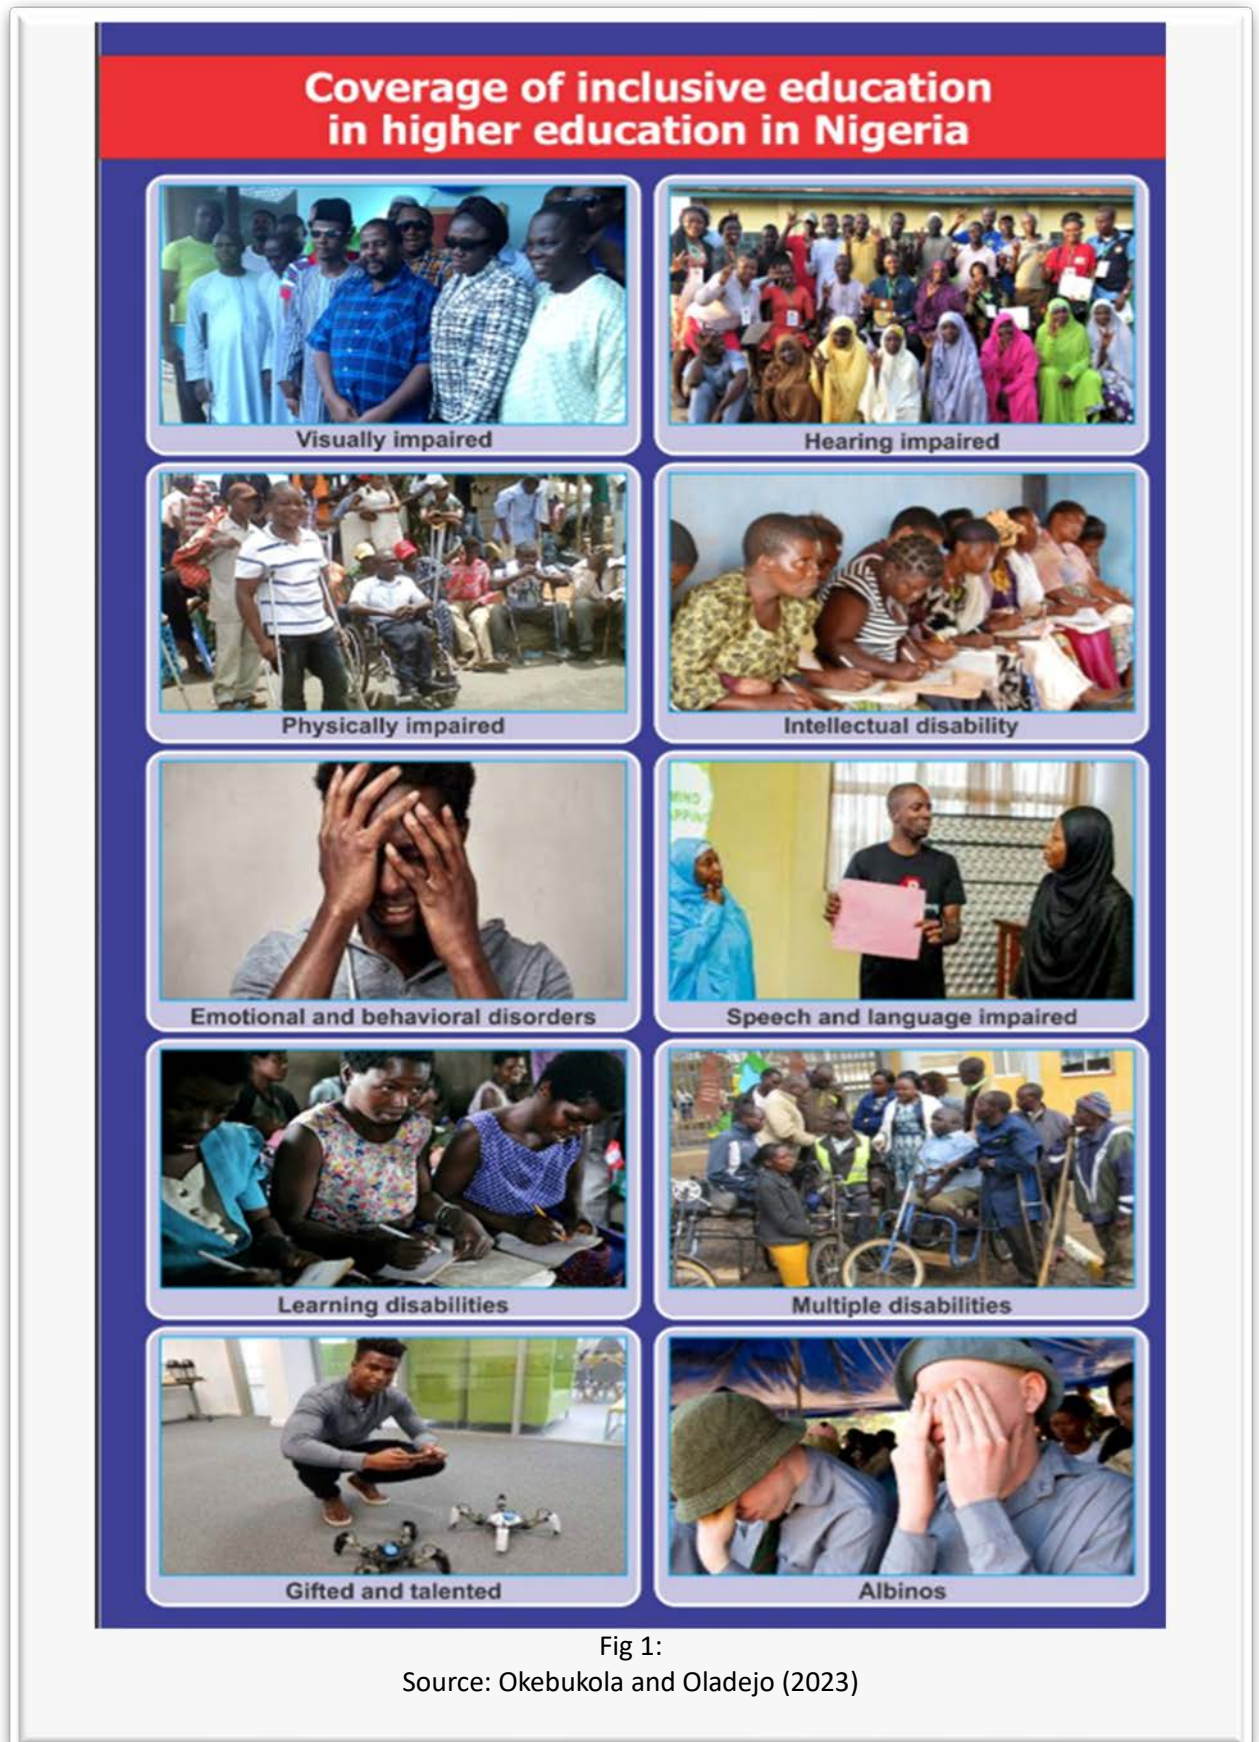 Coverage of inclusive education
in higher education in Nigeria
Visually impaired
Hearing impaired
Physically impaired
Intellectual disability
MIND
APPING
Emotional and behavioral disorders
Speech and language impaired
Learning disabilities
Multiple disabilities
Gifted and talented
Albinos
Fig 1:
Source: Okebukola and Oladejo (2023)